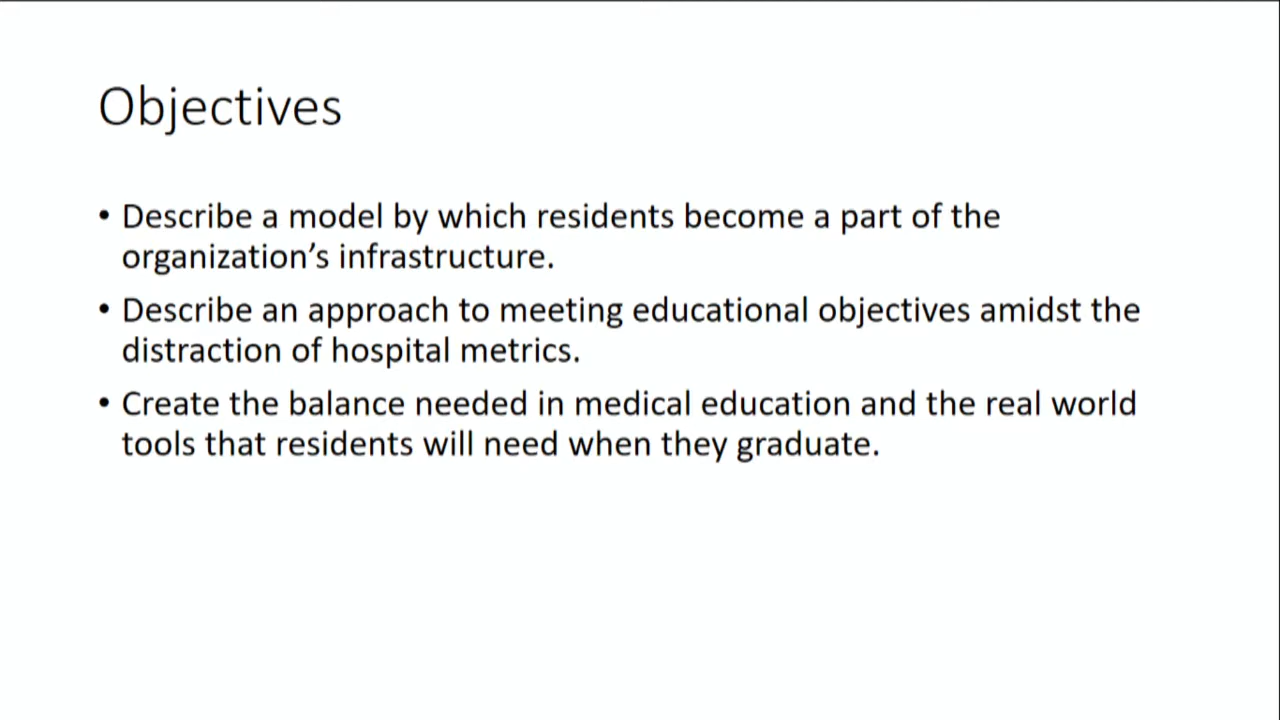 Objectives
• Describe a model by which residents become a part of the
organization’s infrastructure.
• Describe an approach to meeting educational objectives amidst the
distraction of hospital metrics.
• Create the balance needed in medical education and the real world
tools that residents will need when they graduate.